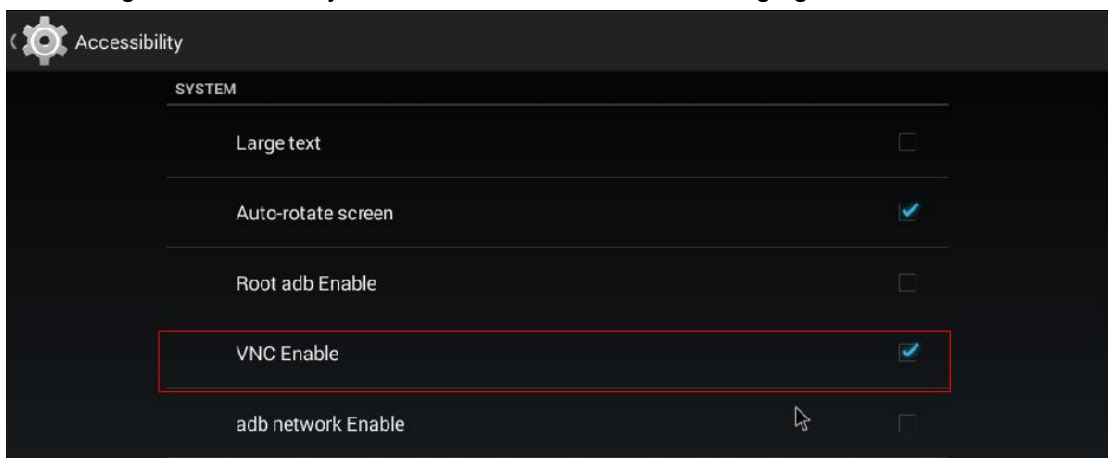 Accessibility
SYSTEM
Large text
Auto-rotate screen
Root adb Enable
VNC Enable
adb network Enable